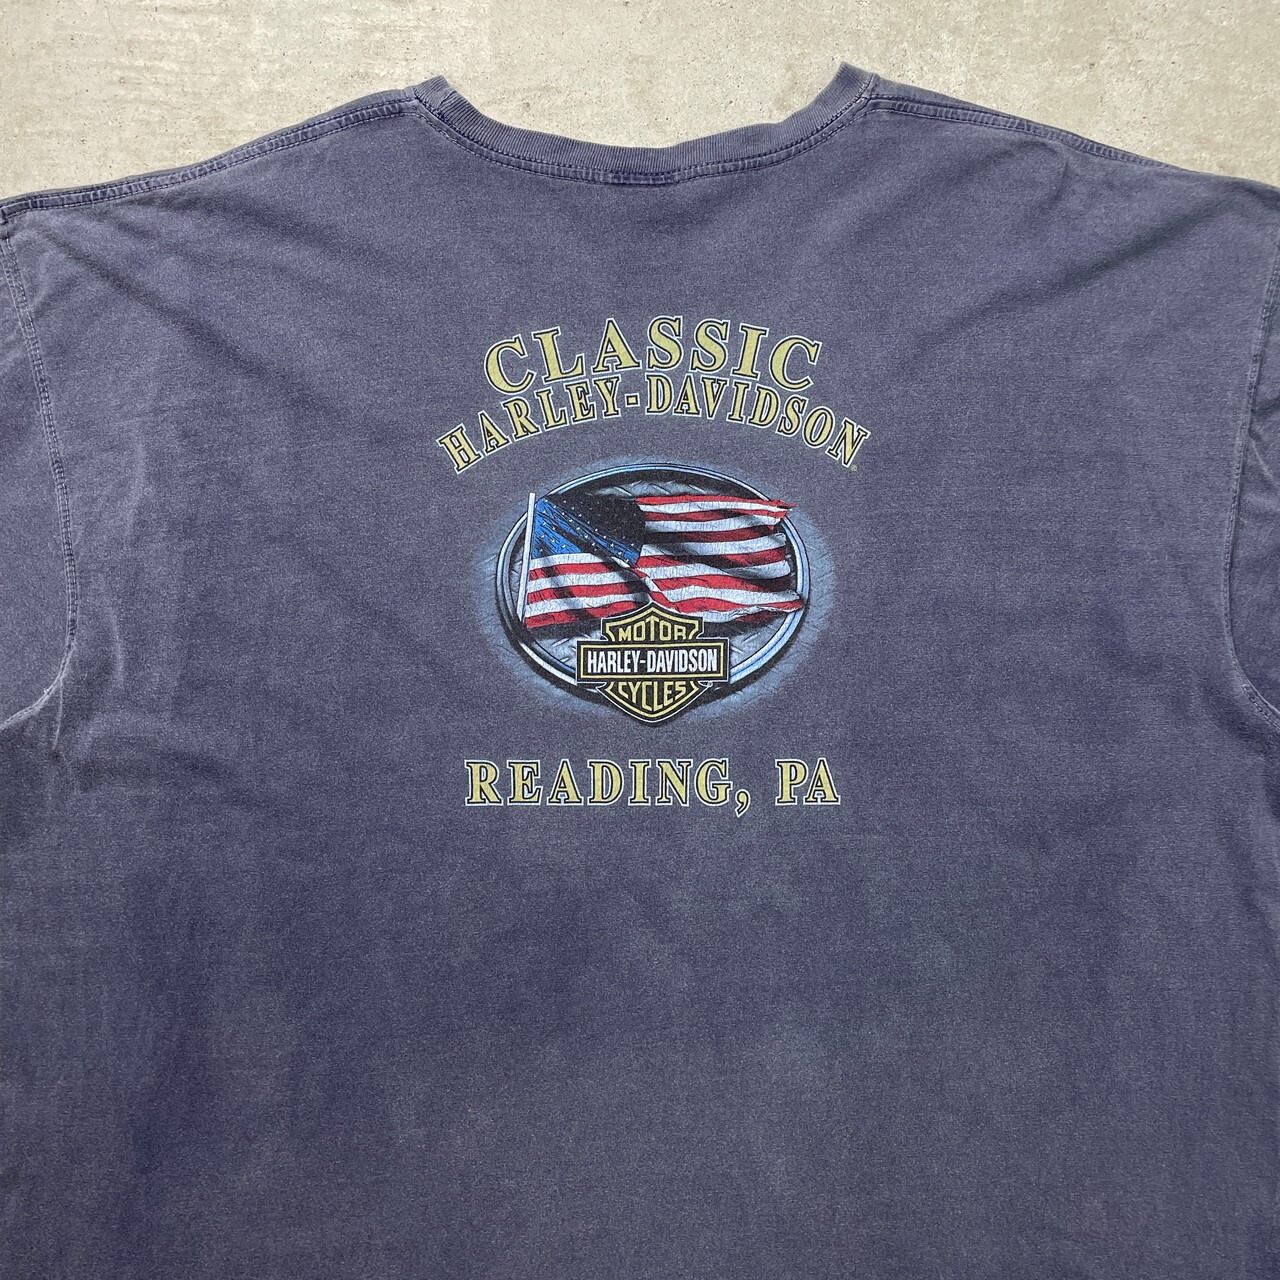 CLASSIC
HARLEY-DAVIDSON
MOTOR
HARLEY-DAVIDSON
CYCLES
READING, PA